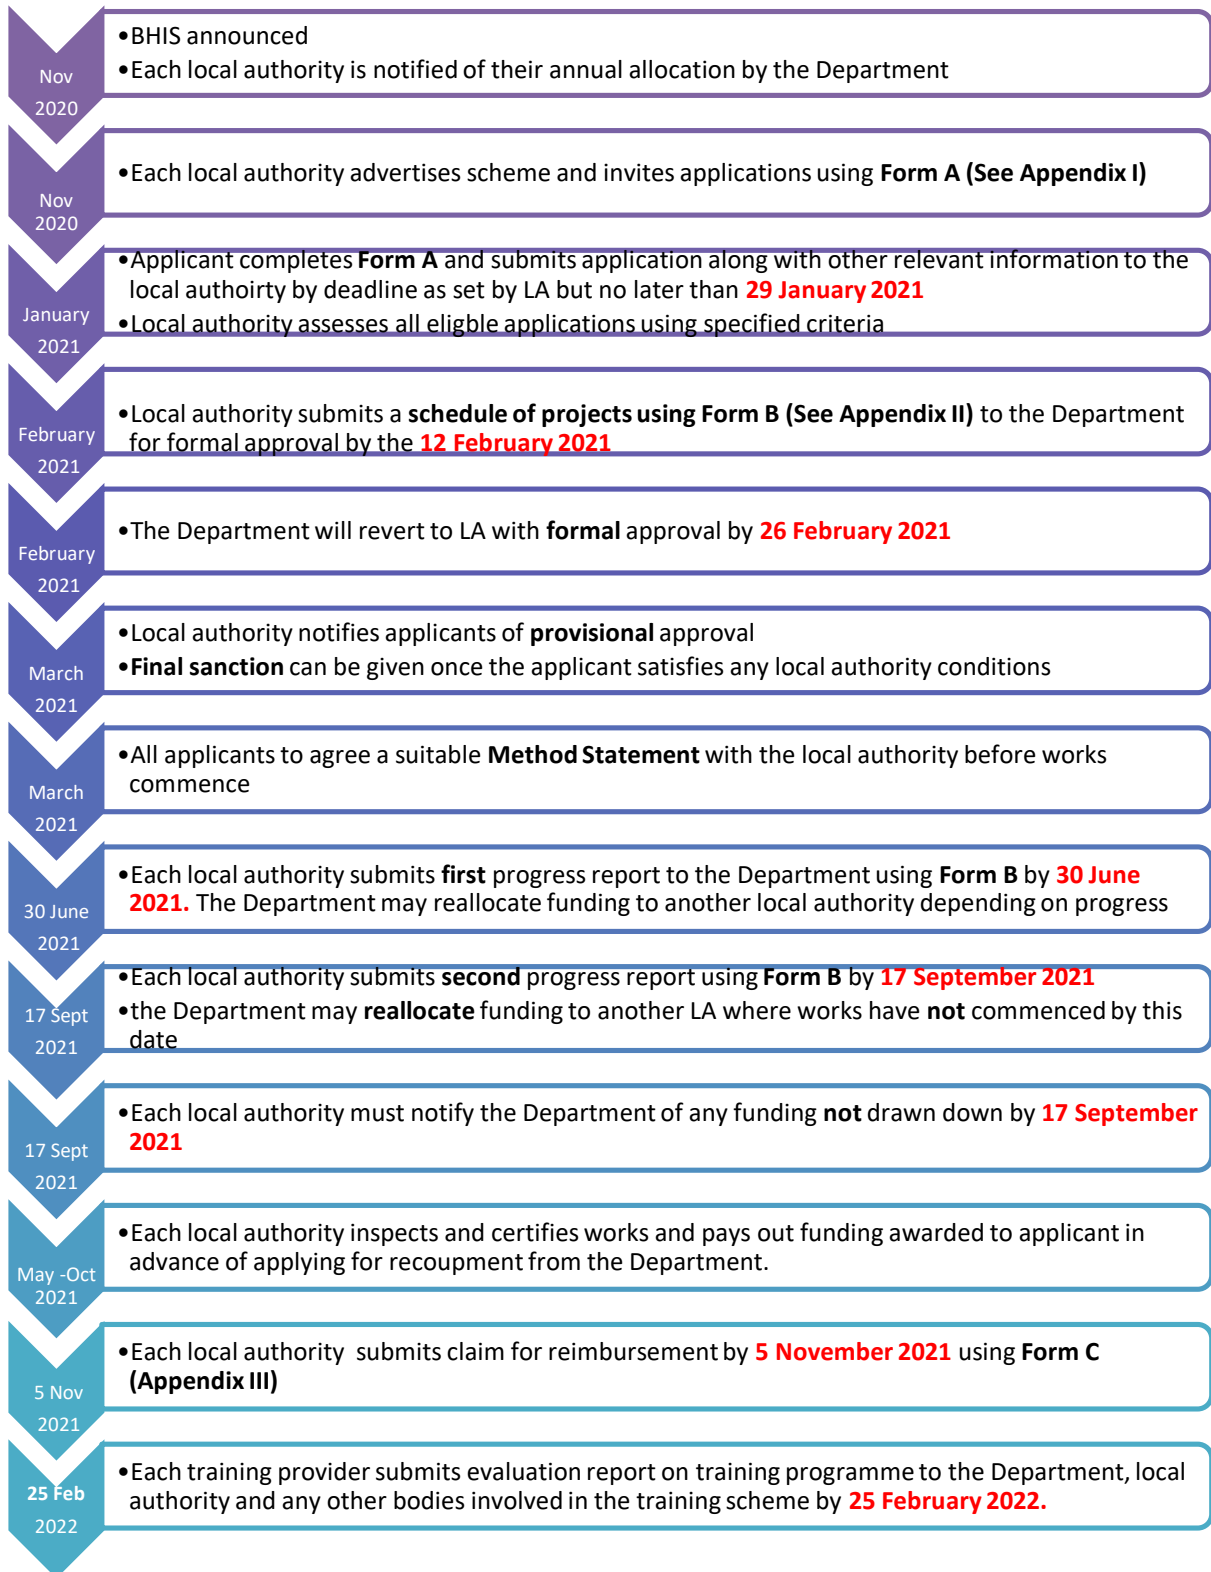 Nov
2020
•BHIS announced
•Each local authority is notified of their annual allocation by the Department
Nov
2020
•Each local authority advertises scheme and invites applications using Form A (See Appendix I)
January
2021
•Applicant completes Form A and submits application along with other relevant information to the
local authoirty by deadline as set by LA but no later than 29 January 2021
•Local authority assesses all eligble applications using specified criteria
February
2021
•Local authority submits a schedule of projects using Form B (See Appendix II) to the Department
for formal approval by the 12 February 2021
February
2021
•The Department will revert to LA with formal approval by 26 February 2021
March
2021
•Local authority notifies applicants of provisional approval
•Final sanction can be given once the applicant satisfies any local authority conditions
March
2021
•All applicants to agree a suitable Method Statement with the local authority before works
commence
30 June
2021
•Each local authority submits first progress report to the Department using Form B by 30 June
2021. The Department may reallocate funding to another local authority depending on progress
17 Sept
2021
•Each local authority submits second progress report using Form B by 17 September 2021
•the Department may reallocate funding to another LA where works have not commenced by this
date
17 Sept
2021
•Each local authority must notify the Department of any funding not drawn down by 17 September
2021
May -Oct
2021
•Each local authority inspects and certifies works and pays out funding awarded to applicant in
advance of applying for recoupment from the Department.
5 Nov
2021
•Each local authority submits claim for reimbursement by 5 November 2021 using Form C
(Appendix III)
25 Feb
2022
•Each training provider submits evaluation report on training programme to the Department, local
authority and any other bodies involved in the training scheme by 25 February 2022.